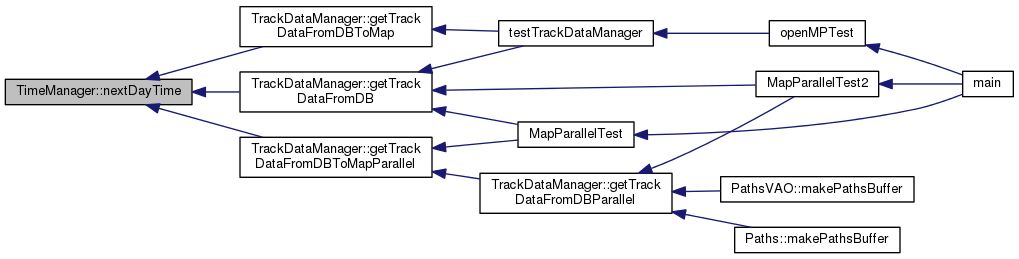 TimeManager::nextDayTime
TrackDataManager::getTrack
DataFromDBToMap
TrackDataManager::getTrack
DataFromDB
TrackDataManager::getTrack
DataFromDBToMapParallel
testTrackDataManager
MapParallelTest
TrackDataManager::getTrack
DataFromDBParallel
openMPTest
MapParallelTest2
PathsVAO::makePathsBuffer
Paths::makePathsBuffer
main